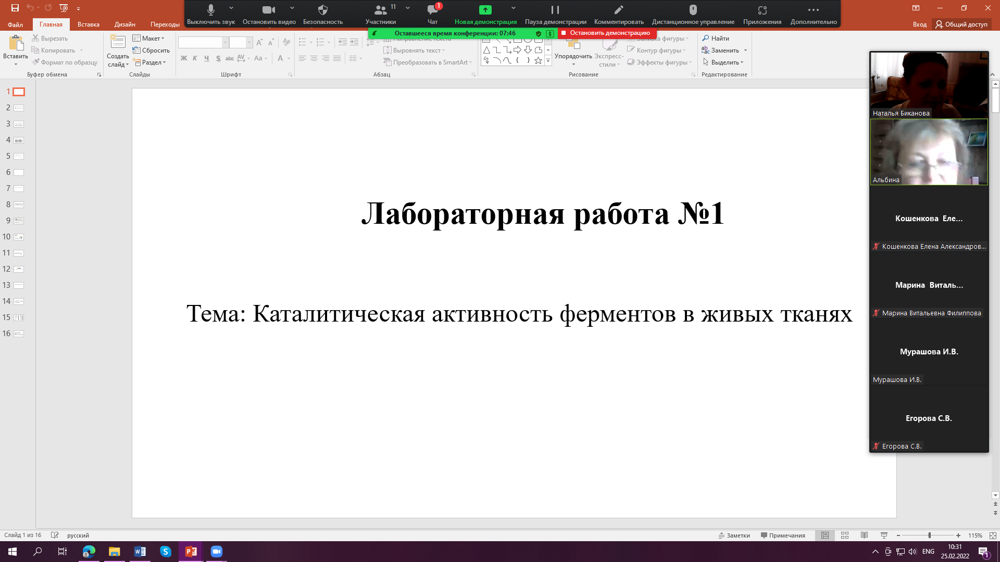 11
1
Выключить звук
Остановить видео
Безопасность
Участники
Чат
Новая демонстрация
Пауза демонстрации
Комментировать
Дистанционное управление
Приложения
Дополнительно
Файл
Главная
Вставка
Дизайн
Переходы
Вход
Общий доступ
Оставшееся время конференции: 07:46
Остановить демонстрацию
Вставить
Вырезать
Копировать
Формат по образцу
Буфер обмена
Создать
слайд
Макет
Сбросить
Раздел
Слайды
Ж К Ч S abc AV Aa A
Шрифт
Направление текста
Выровнять текст
Преобразовать в SmartArt
Абзац
Упорядочить
Экспресс-
стили
Заливка фигуры
Контур фигуры
Эффекты фигуры
Рисование
Найти
Заменить
Выделить
Редактирование
1
2
3
4
5
6
7
8
9
10
11
12
13
14
15
16
Лабораторная работа №1
Тема: Каталитическая активность ферментов в живых тканях
Наталья Биканова
Альбина
Кошенкова Еле...
Кошенкова Елена Александров...
Марина Виталь...
Марина Витальевна Филиппова
Мурашова И.В.
Мурашова И.В.
Егорова С.В.
Егорова С.В.
Слайд 1 из 16
русский
Заметки
Примечания
115%
ENG
10:31
25.02.2022
1